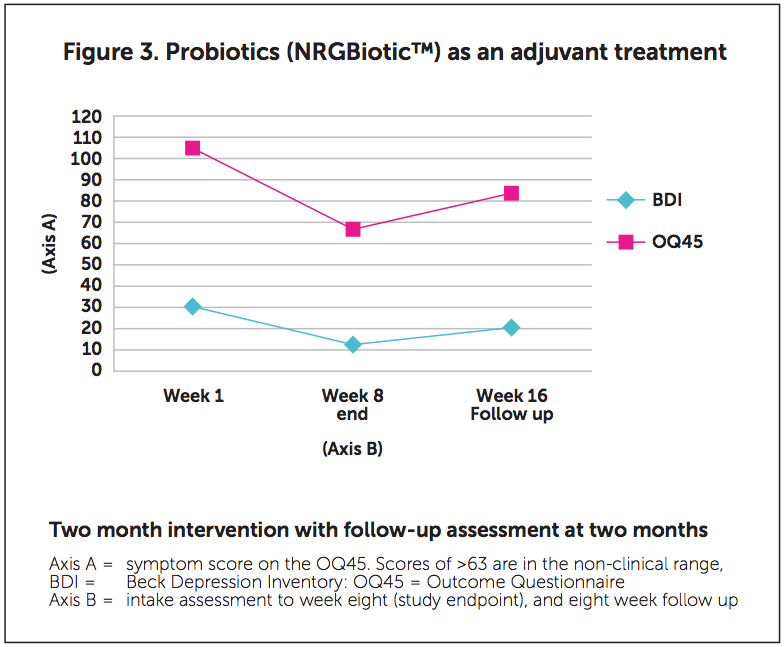 Figure 3. Probiotics (NRGBiotic™) as an adjuvant treatment
120
110
100
90
80
70
60
50
40
30
20
10
0
(Axis A)
BDI
OQ45
Week 1
Week 8
end
Week 16
Follow up
(Axis B)
Two month intervention with follow-up assessment at two months
Axis A = symptom score on the OQ45. Scores of >63 are in the non-clinical range,
BDI = Beck Depression Inventory: OQ45 = Outcome Questionnaire
Axis B = intake assessment to week eight (study endpoint), and eight week follow up